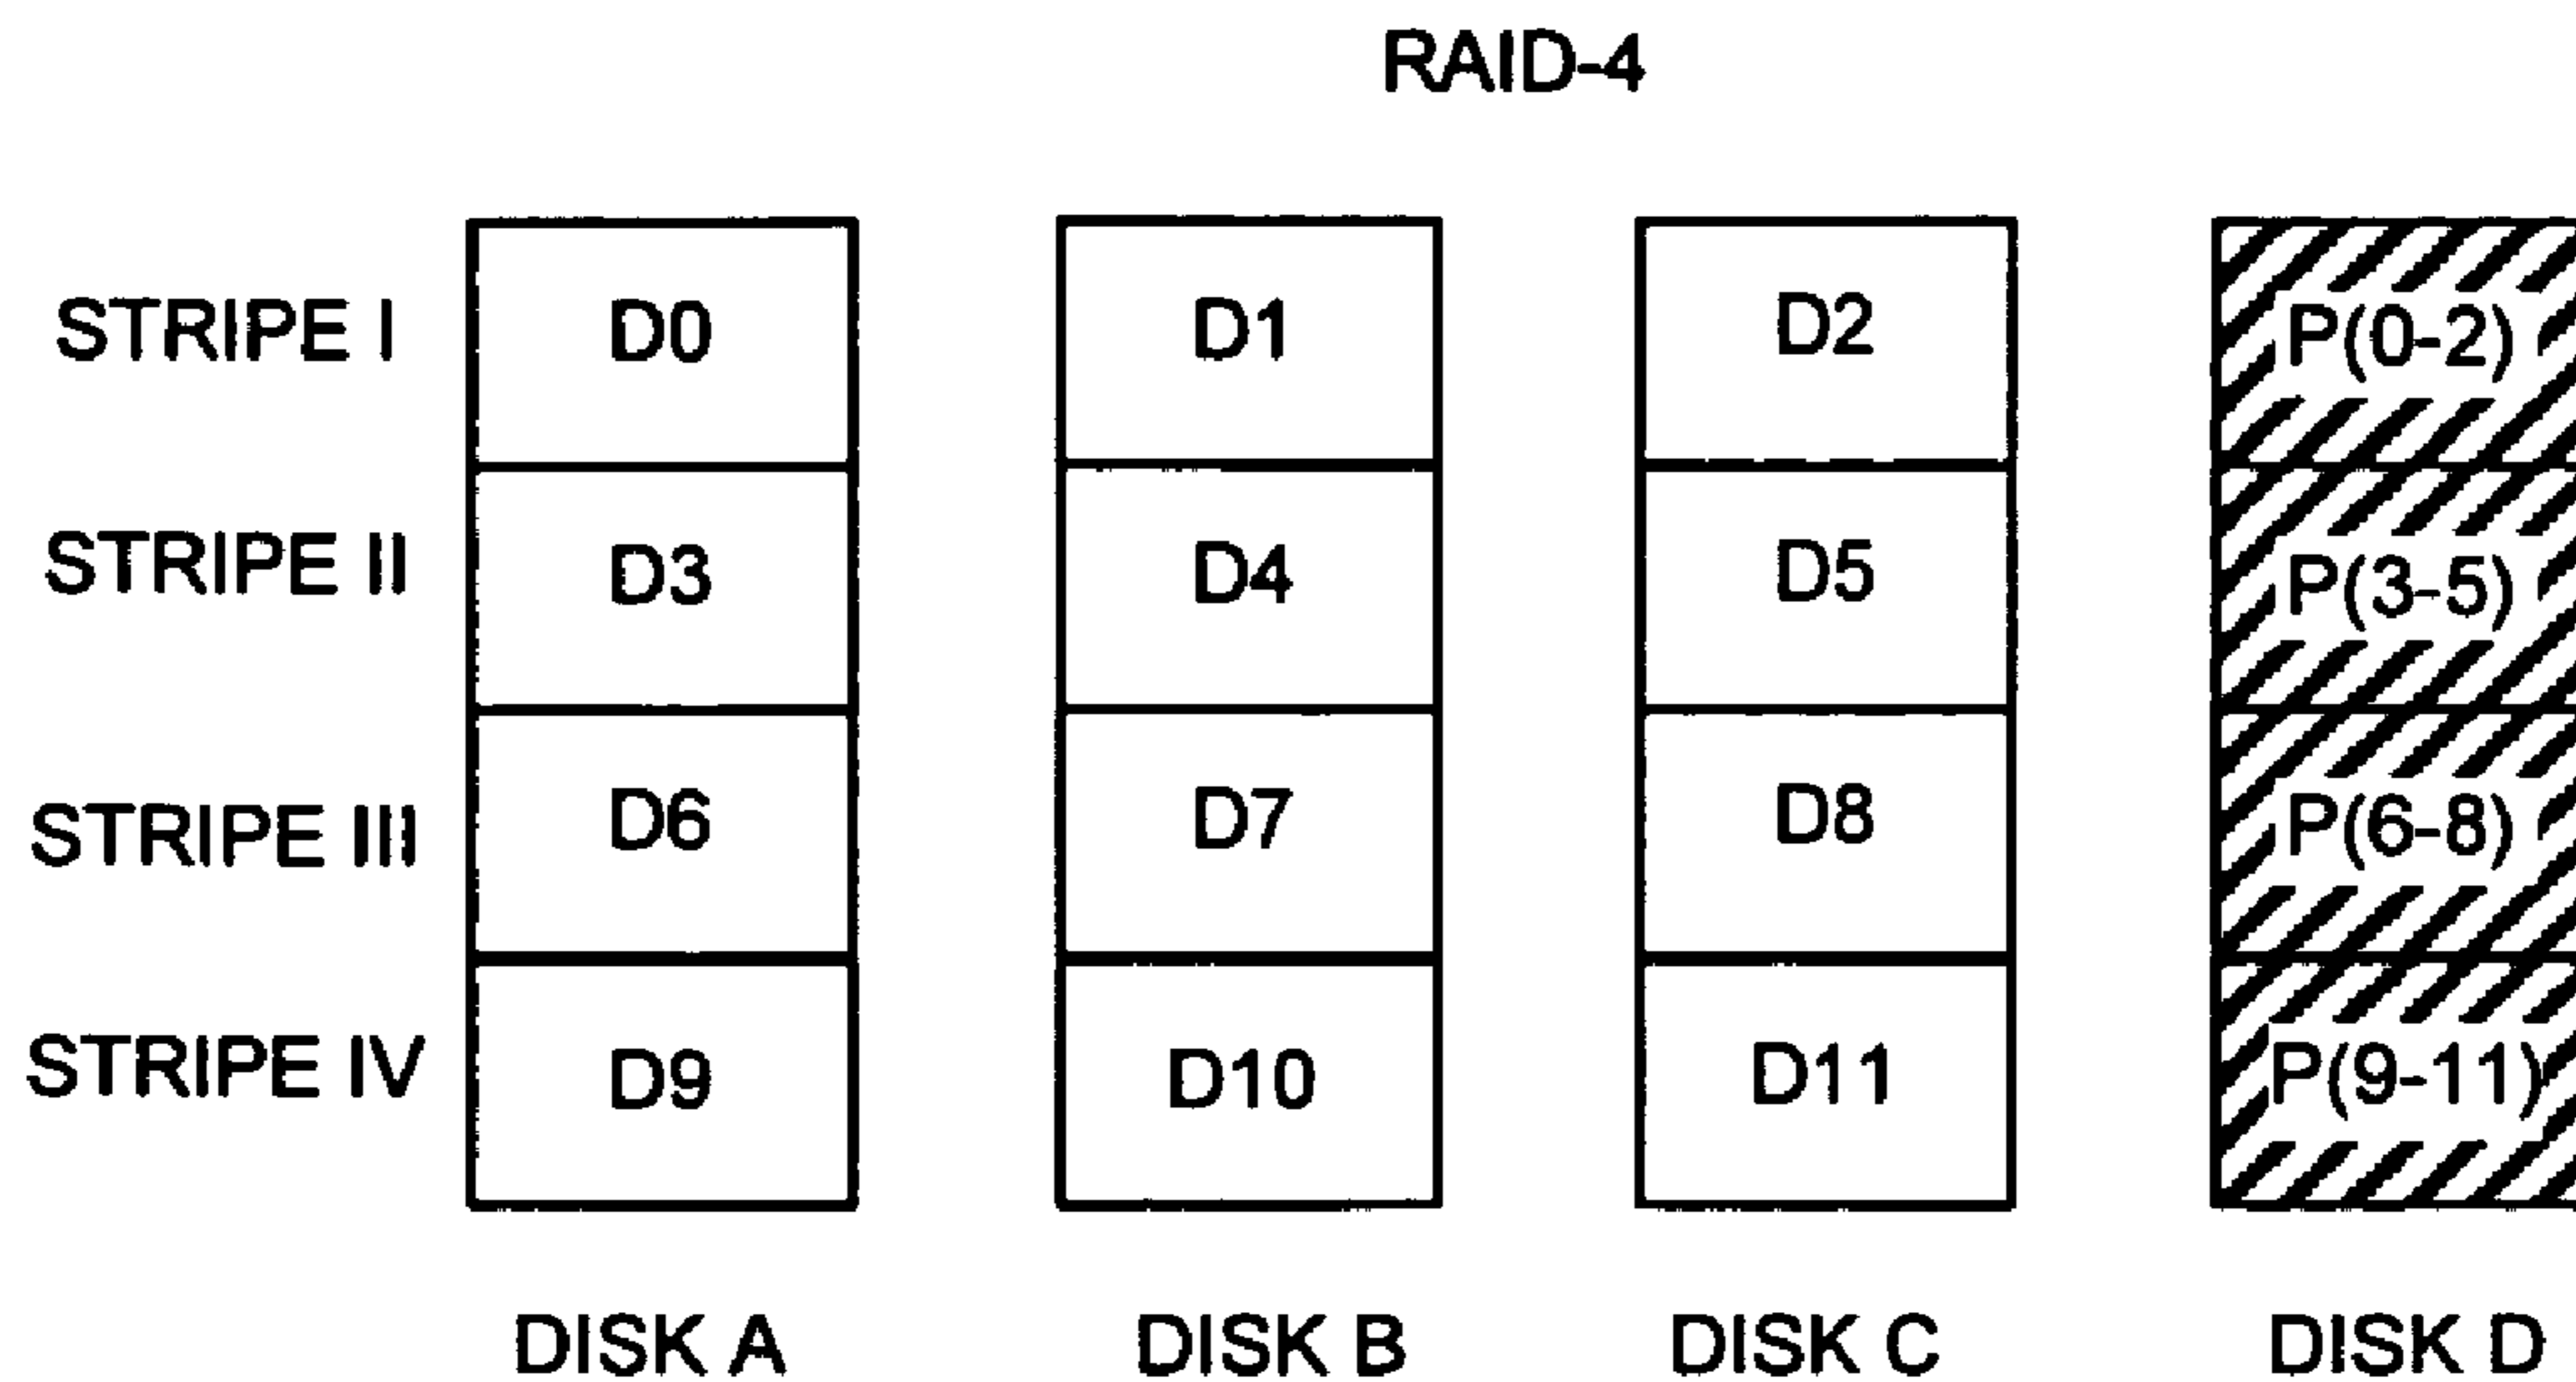 RAID-4
STRIPE I D0 D1 D2 P(0-2)
STRIPE II D3 D4 D5 P(3-5)
STRIPE III D6 D7 D8 P(6-8)
STRIPE IV D9 D10 D11 P(9-11)
DISK A DISK B DISK C DISK D